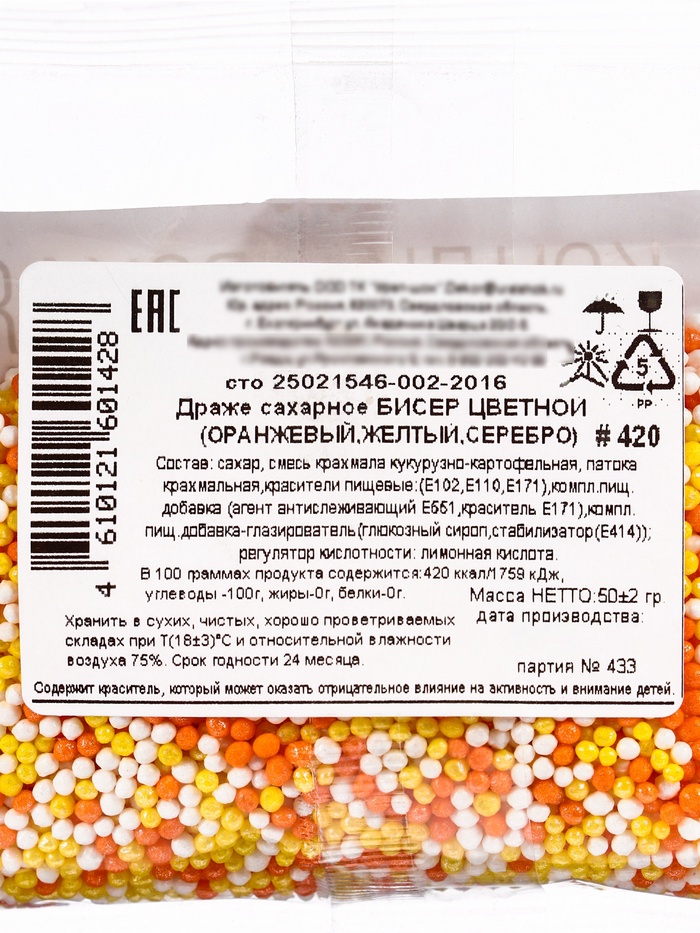 EAC
4 610121 601428
сто 25021546-002-2016
Драже сахарное БИСЕР ЦВЕТНОЙ
(ОРАНЖЕВЫЙ,ЖЕЛТЫЙ,СЕРЕБРО) # 420
5
PP
Состав: сахар, смесь крахмала кукурузно-картофельная, патока
крахмальная,красители пищевые:(Е102,Е110,Е171),компл.пищ.
добавка (агент антислеживающий Е551,краситель Е171),компл.
пищ.добавка-глазирователь(глюкозный сироп,стабилизатор(Е414));
регулятор кислотности: лимонная кислота.
В 100 граммах продукта содержится:420 ккал/1759 кДж,
углеводы -100г, жиры-0г, белки-0г.
Масса НЕТТО:50±2 гр.
дата производства:
Хранить в сухих, чистых, хорошо проветриваемых
складах при Т(18±3)°С и относительной влажности
воздуха 75%. Срок годности 24 месяца.
партия № 433
Содержит краситель, который может оказать отрицательное влияние на активность и внимание детей.